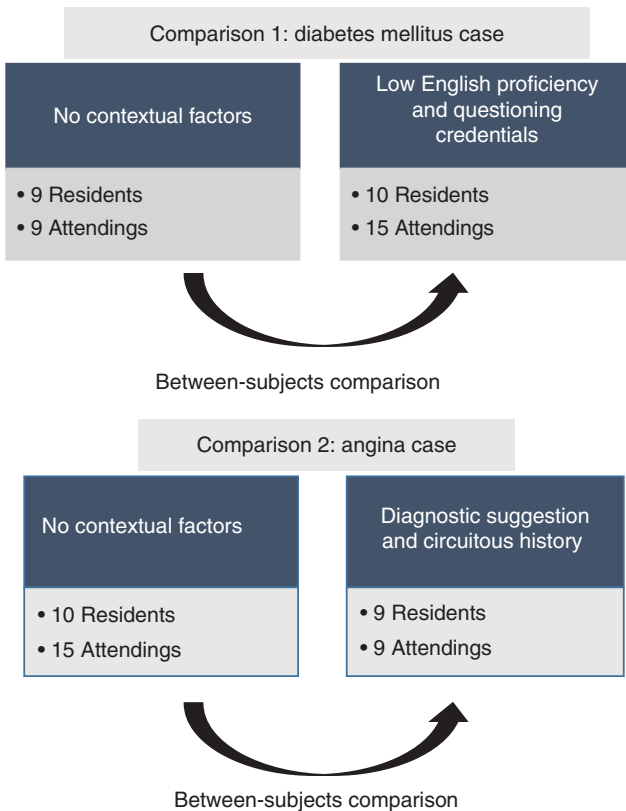 Comparison 1: diabetes mellitus case
No contextual factors
Low English proficiency
and questioning
credentials
• 9 Residents
• 9 Attendings
• 10 Residents
• 15 Attendings
Between-subjects comparison
Comparison 2: angina case
No contextual factors
Diagnostic suggestion
and circuitous history
• 10 Residents
• 15 Attendings
• 9 Residents
• 9 Attendings
Between-subjects comparison